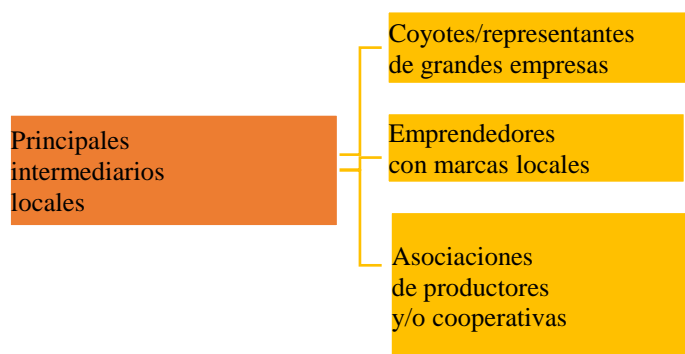 Principales
intermediarios
locales
Coyotes/representantes
de grandes empresas
Emprendedores
con marcas locales
Asociaciones
de productores
y/o cooperativas